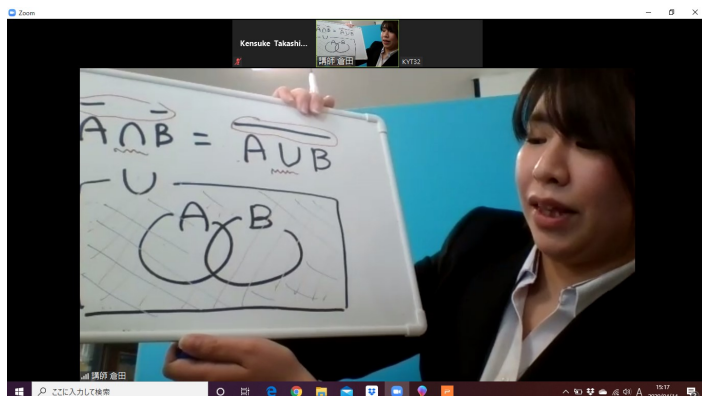 Zoom
Kensuke Takashi...
講師 倉田
KYT32
A̅ ∩ B̅ = A̅ ̅∪̅ ̅B̅
U
A B
講師 倉田
ここに入力して検索
A
15:17